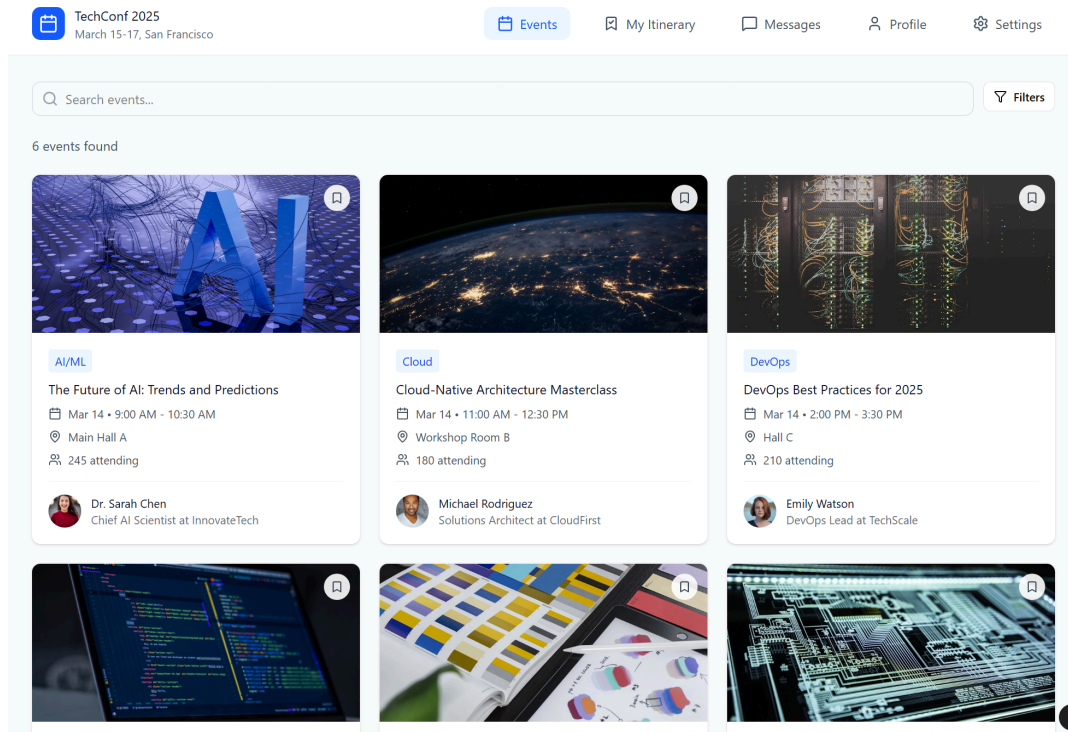 TechConf 2025
March 15-17, San Francisco
Events
My Itinerary
Messages
Profile
Settings
Search events...
Filters
6 events found
AI
AI/ML
The Future of AI: Trends and Predictions
Mar 14 • 9:00 AM - 10:30 AM
Main Hall A
245 attending
Dr. Sarah Chen
Chief AI Scientist at InnovateTech
Cloud
Cloud-Native Architecture Masterclass
Mar 14 • 11:00 AM - 12:30 PM
Workshop Room B
180 attending
Michael Rodriguez
Solutions Architect at CloudFirst
DevOps
DevOps Best Practices for 2025
Mar 14 • 2:00 PM - 3:30 PM
Hall C
210 attending
Emily Watson
DevOps Lead at TechScale